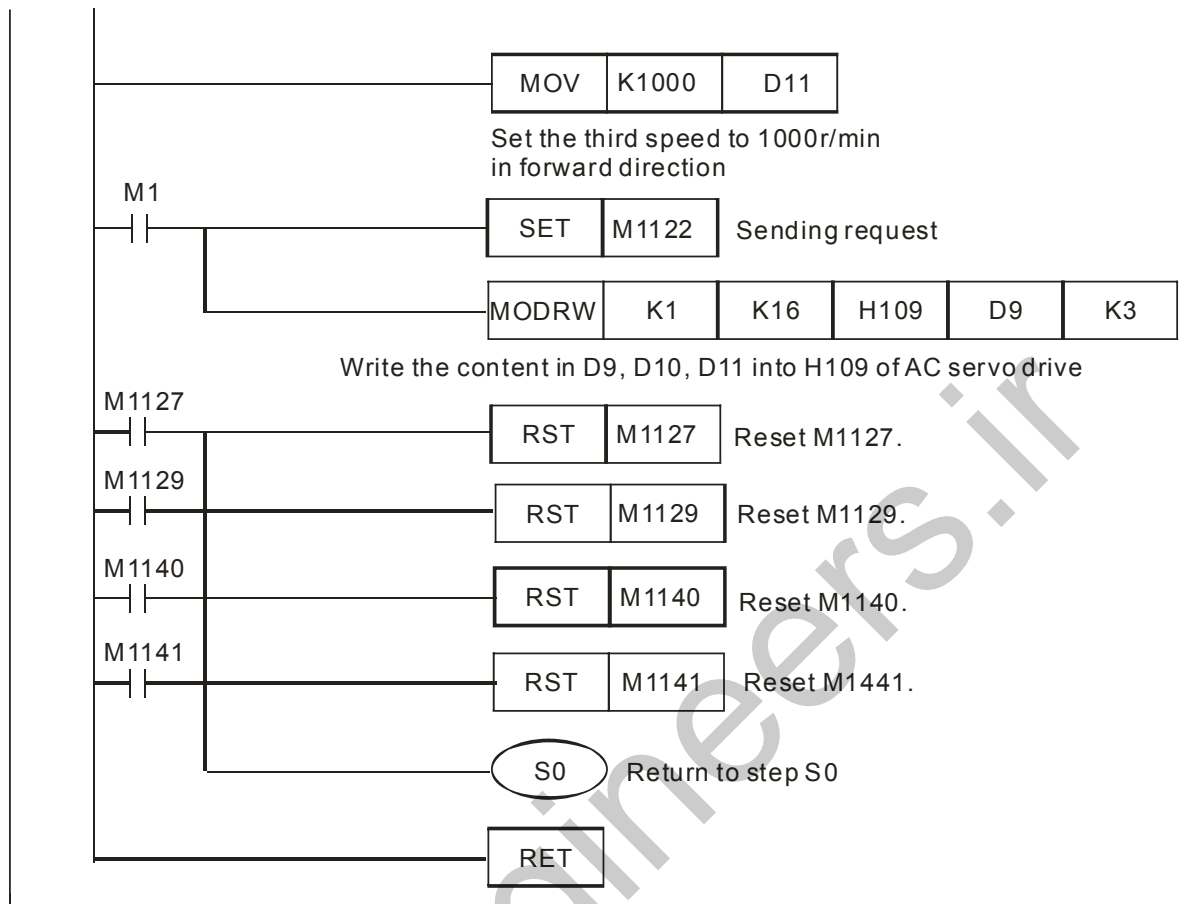 MOV K1000 D11
Set the third speed to 1000r/min
in forward direction
M1
SET M1122 Sending request
MODRW K1 K16 H109 D9 K3
Write the content in D9, D10, D11 into H109 of AC servo drive
M1127
RST M1127 Reset M1127.
M1129
RST M1129 Reset M1129.
M1140
RST M1140 Reset M1140.
M1141
RST M1141 Reset M1441.
S0 Return to step S0
RET
ineers.ir